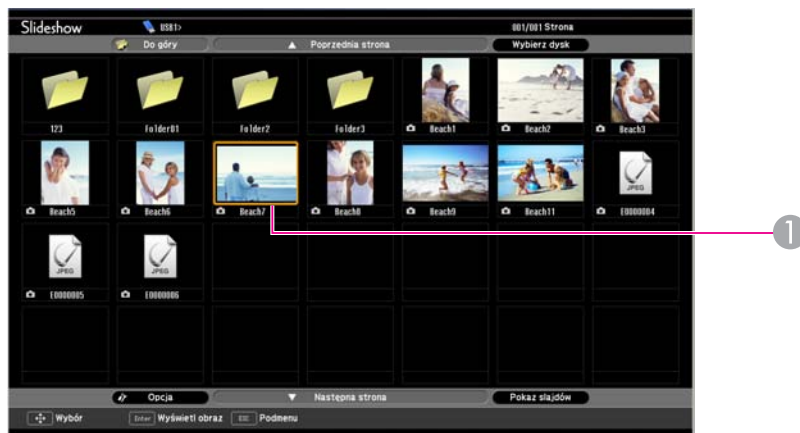 Slideshow USB1> 001/001 Strona
Do góry ▲ Poprzednia strona Wybierz dysk
123 Folder01 Folder2 Folder3 Beach1 Beach2 Beach3
JPEG
Beach5 Beach6 Beach7 Beach8 Beach9 Beach11 E0000004
JPEG JPEG
E0000005 E0000006
Opcja ▼ Następna strona Pokaz slajdów
Wybór Enter Wyświetl obraz ESC Podmenu
1